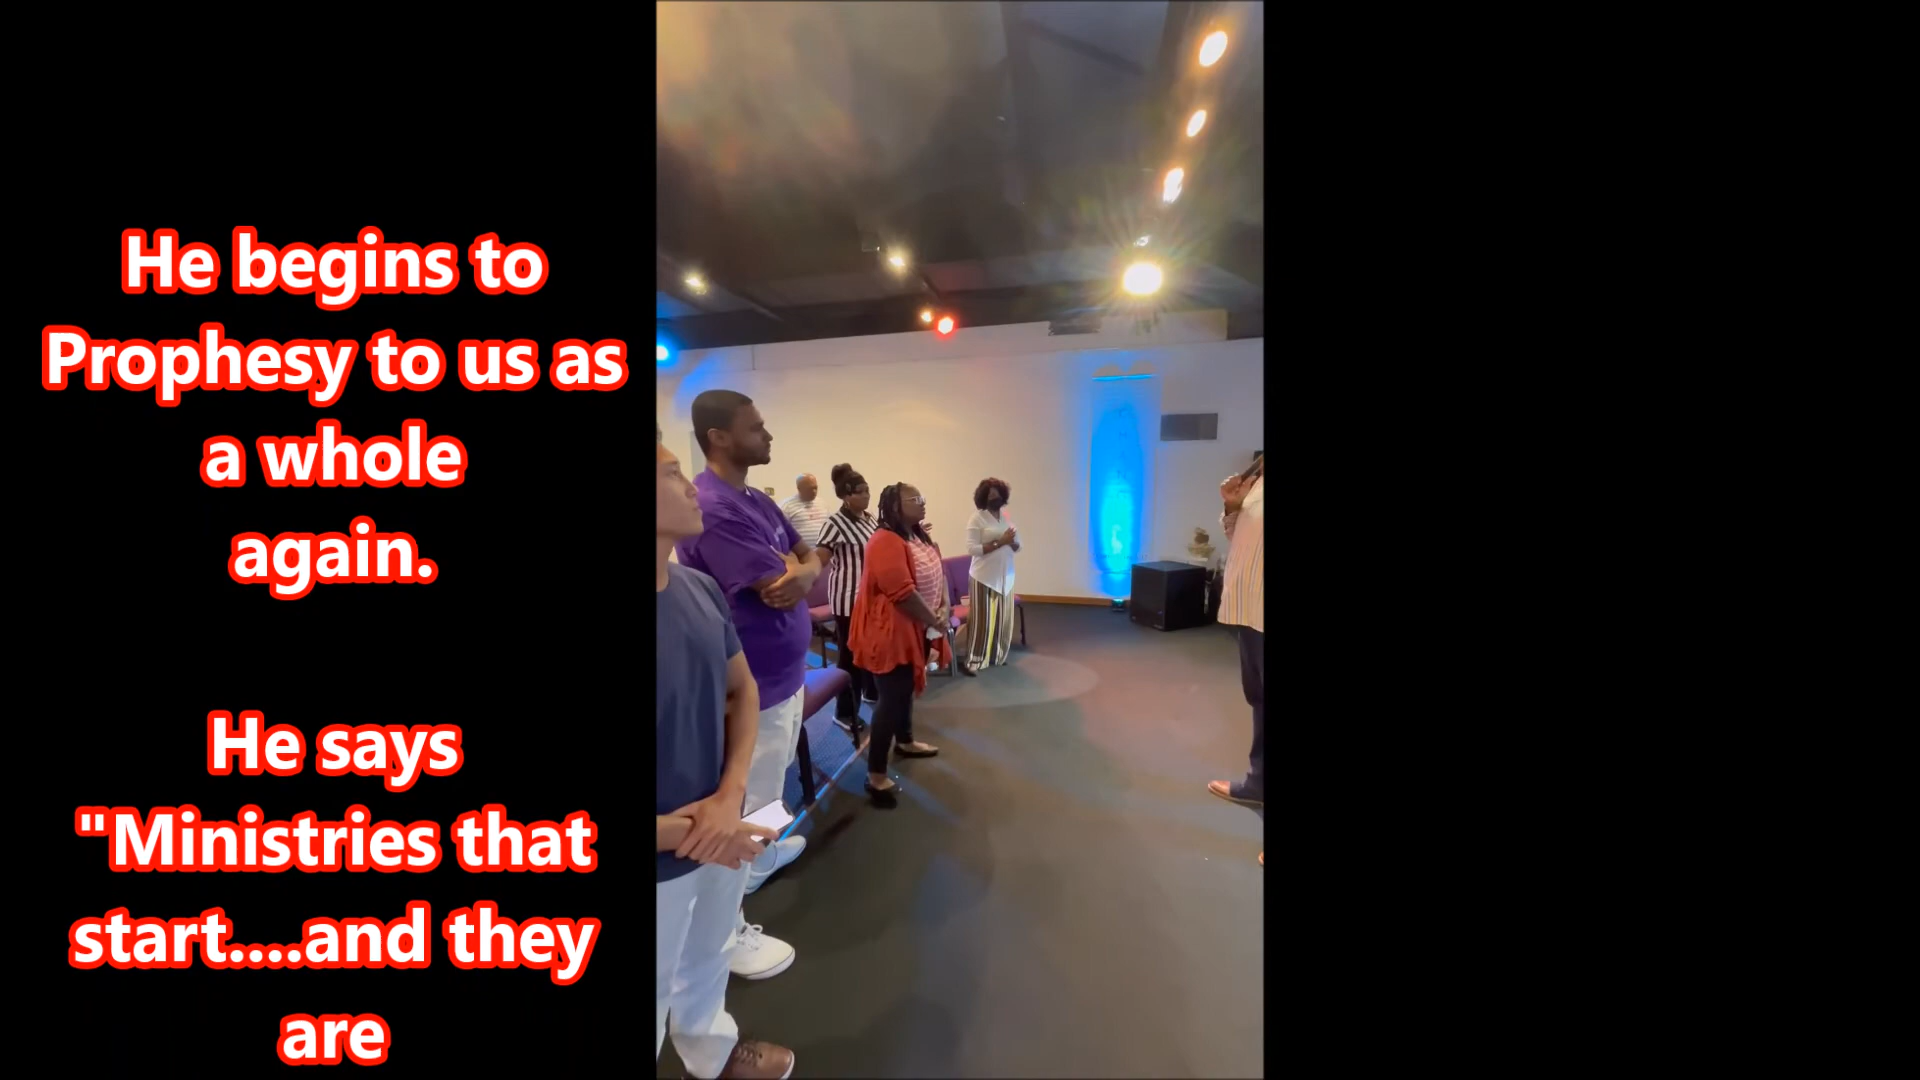 He begins to
Prophesy to us as
a whole
again.
He says
"Ministries that
start....and they
are